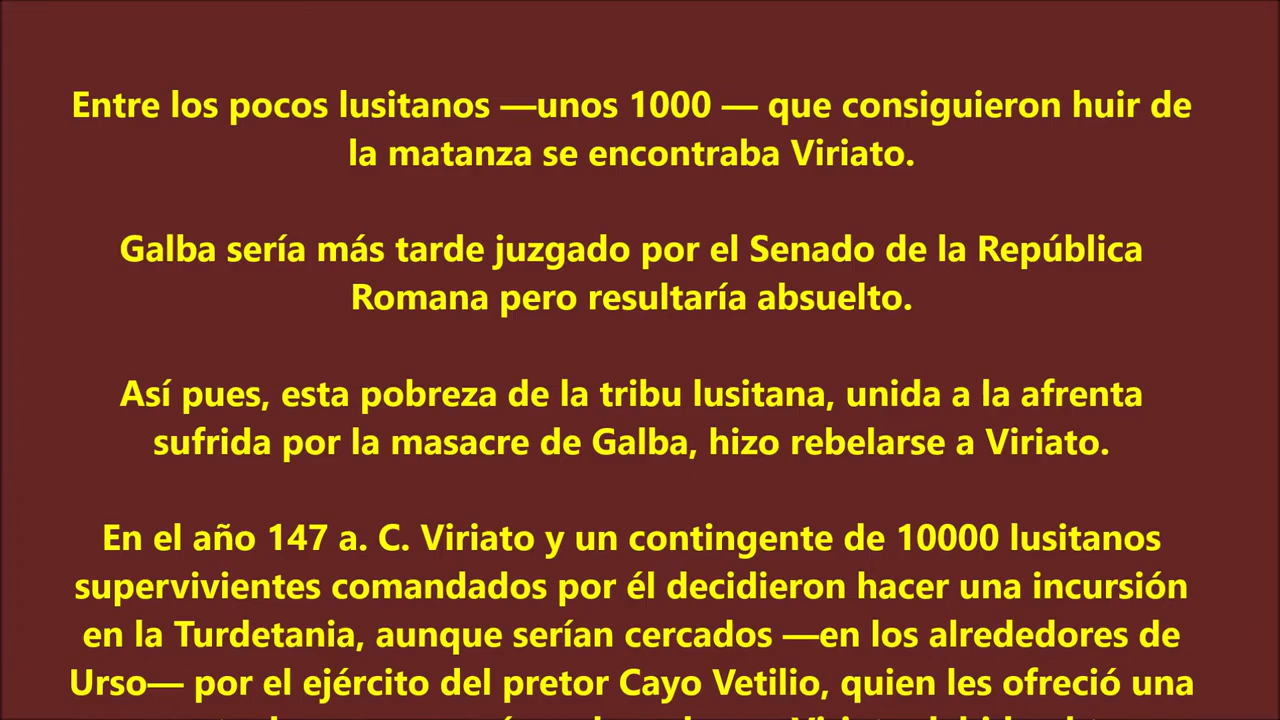 Entre los pocos lusitanos —unos 1000 — que consiguieron huir de
la matanza se encontraba Viriato.
Galba sería más tarde juzgado por el Senado de la República
Romana pero resultaría absuelto.
Así pues, esta pobreza de la tribu lusitana, unida a la afrenta
sufrida por la masacre de Galba, hizo rebelarse a Viriato.
En el año 147 a. C. Viriato y un contingente de 10000 lusitanos
supervivientes comandados por él decidieron hacer una incursión
en la Turdetania, aunque serían cercados —en los alrededores de
Urso— por el ejército del pretor Cayo Vetilio, quien les ofreció una